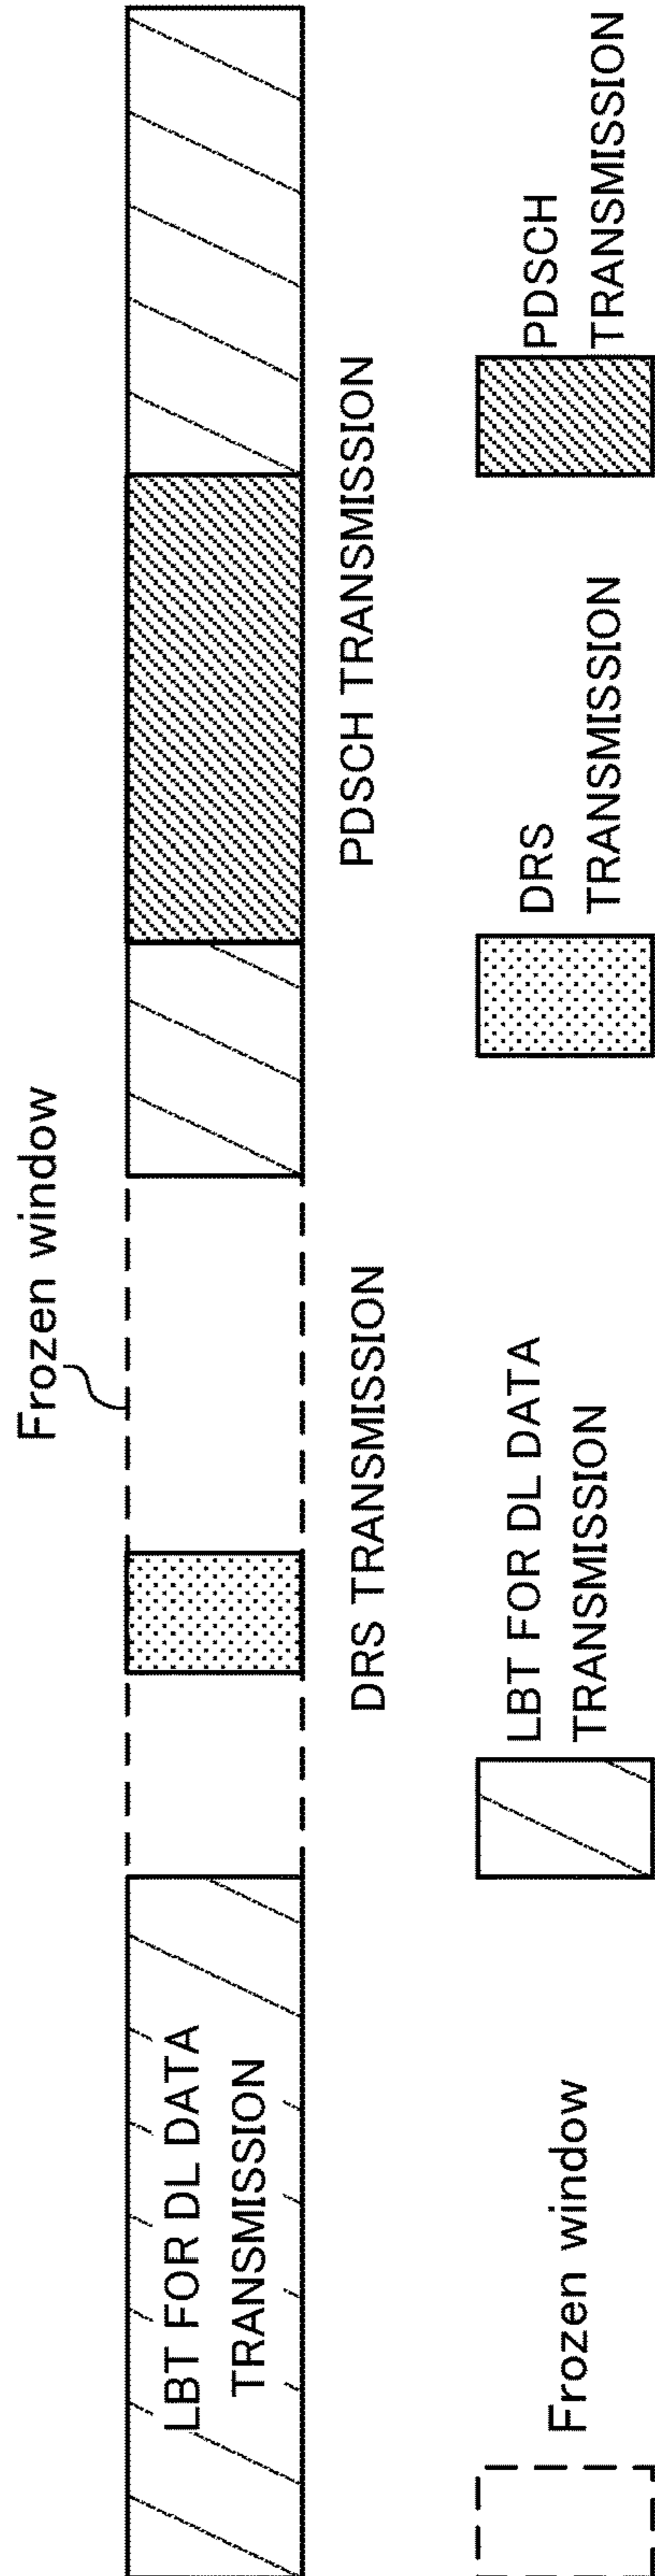 Frozen window
LBT FOR DL DATA
TRANSMISSION
DRS TRANSMISSION
PDSCH TRANSMISSION
Frozen window
LBT FOR DL DATA
TRANSMISSION
DRS
TRANSMISSION
PDSCH
TRANSMISSION